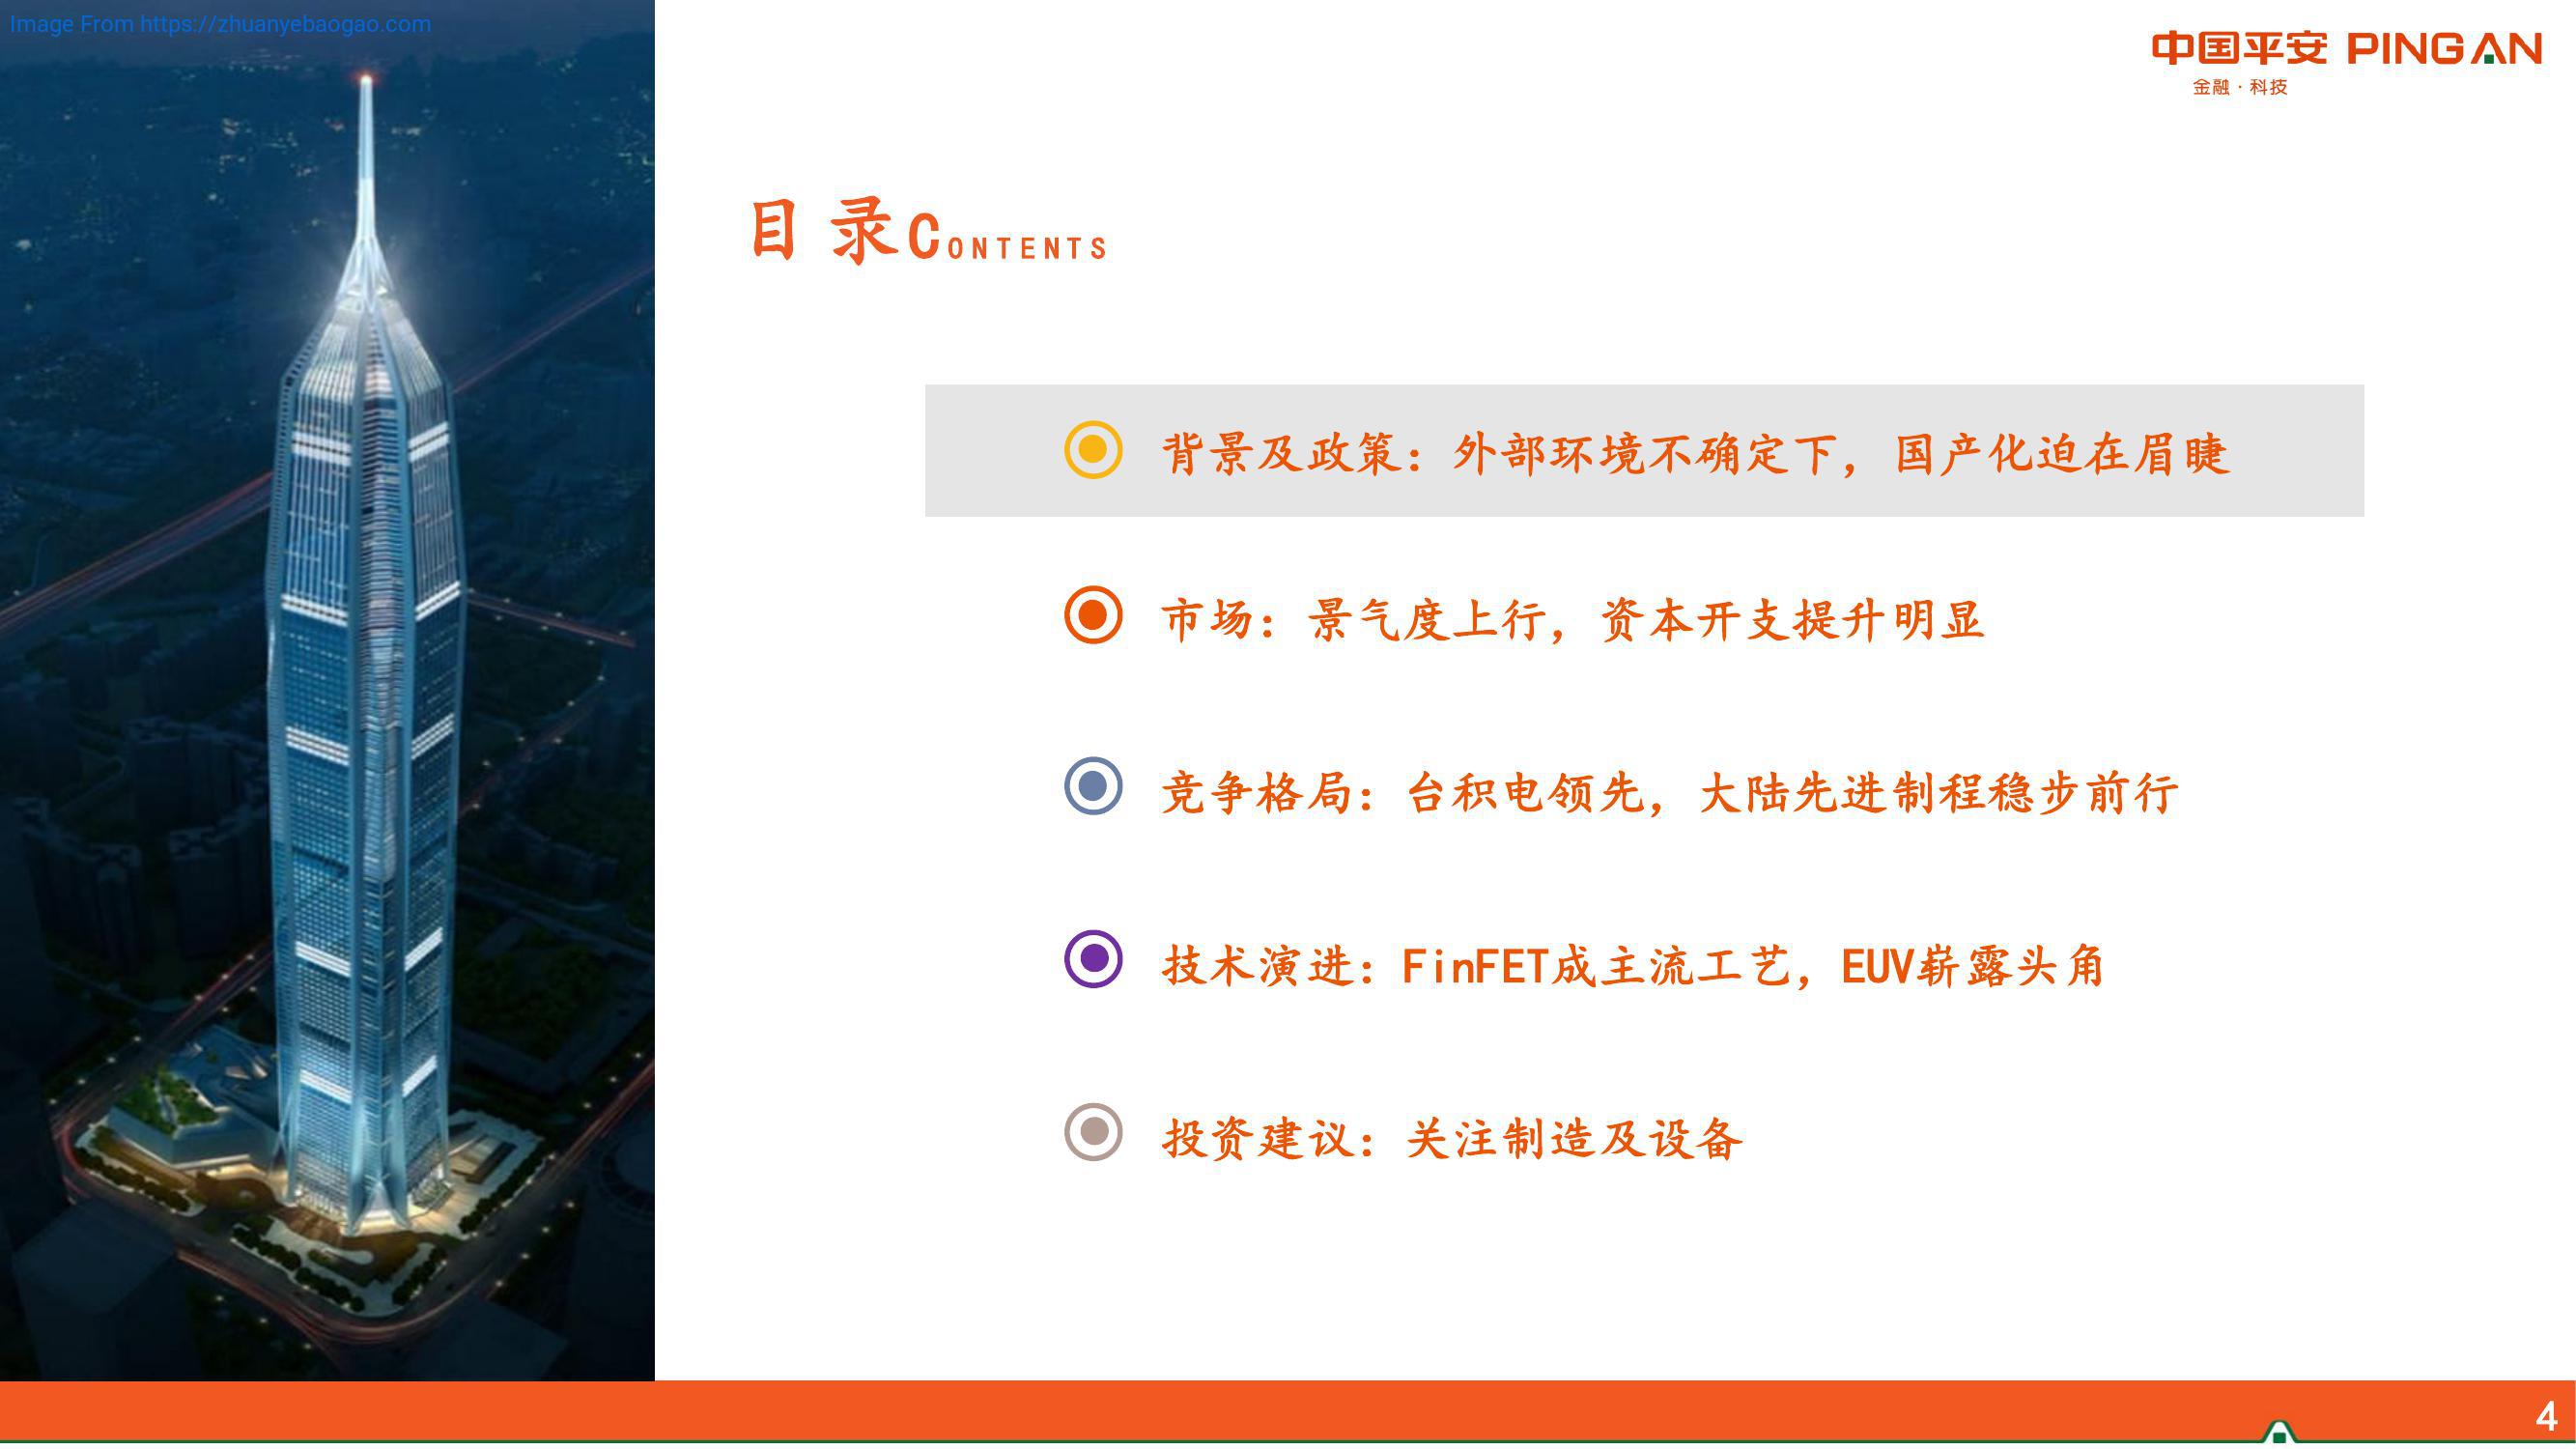 Image From https://zhuanyebaogao.com
中国平安 PINGAN
金融·科技
目录CONTENTS
背景及政策：外部环境不确定下，国产化迫在眉睫
市场：景气度上行，资本开支提升明显
竞争格局：台积电领先，大陆先进制程稳步前行
技术演进：FinFET成主流工艺，EUV崭露头角
投资建议：关注制造及设备
4